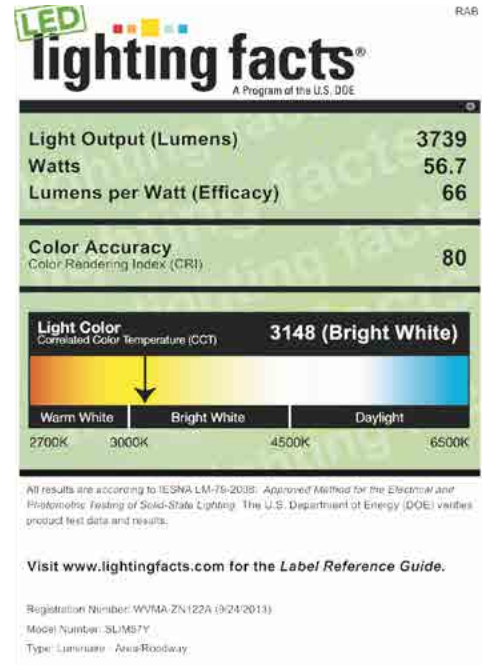 RAB
LED
lighting facts®
A Program of the U.S. DOE
Light Output (Lumens) 3739
Watts 56.7
Lumens per Watt (Efficacy) 66
Color Accuracy
Color Rendering Index (CRI) 80
Light Color
Correlated Color Temperature (CCT) 3148 (Bright White)
Warm White Bright White Daylight
2700K 3000K 4500K 6500K
All results are according to IESNA LM-79-2008: Approved Method for the Electrical and
Photometric Testing of Solid-State Lighting. The U.S. Department of Energy (DOE) verifies
product test data and results.
Visit www.lightingfacts.com for the Label Reference Guide.
Registration Number: WVMA-ZN122A (9/24/2013)
Model Number: SLIM57Y
Type: Luminaire - Area/Roadway